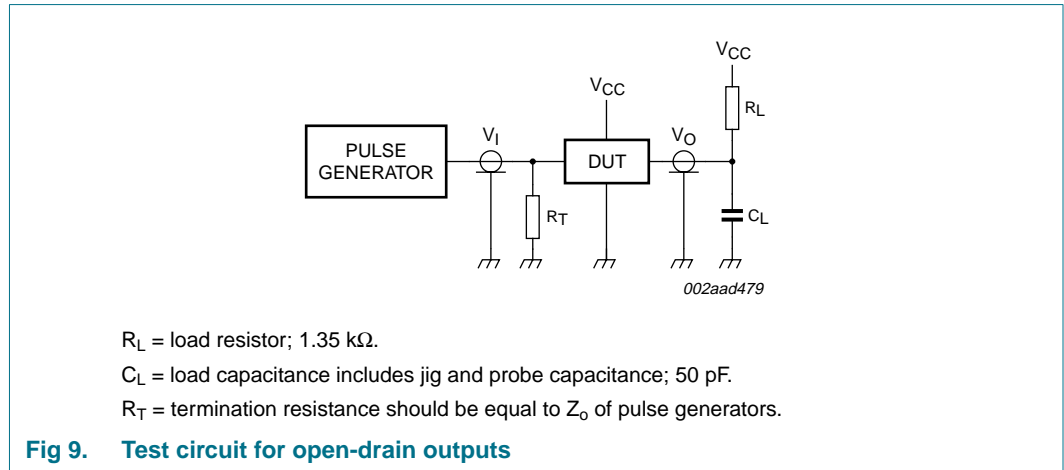 VCC
VCC
RL
VI
VO
PULSE
GENERATOR
DUT
RT
CL
002aad479
RL = load resistor; 1.35 kΩ.
CL = load capacitance includes jig and probe capacitance; 50 pF.
RT = termination resistance should be equal to Zo of pulse generators.
Fig 9. Test circuit for open-drain outputs